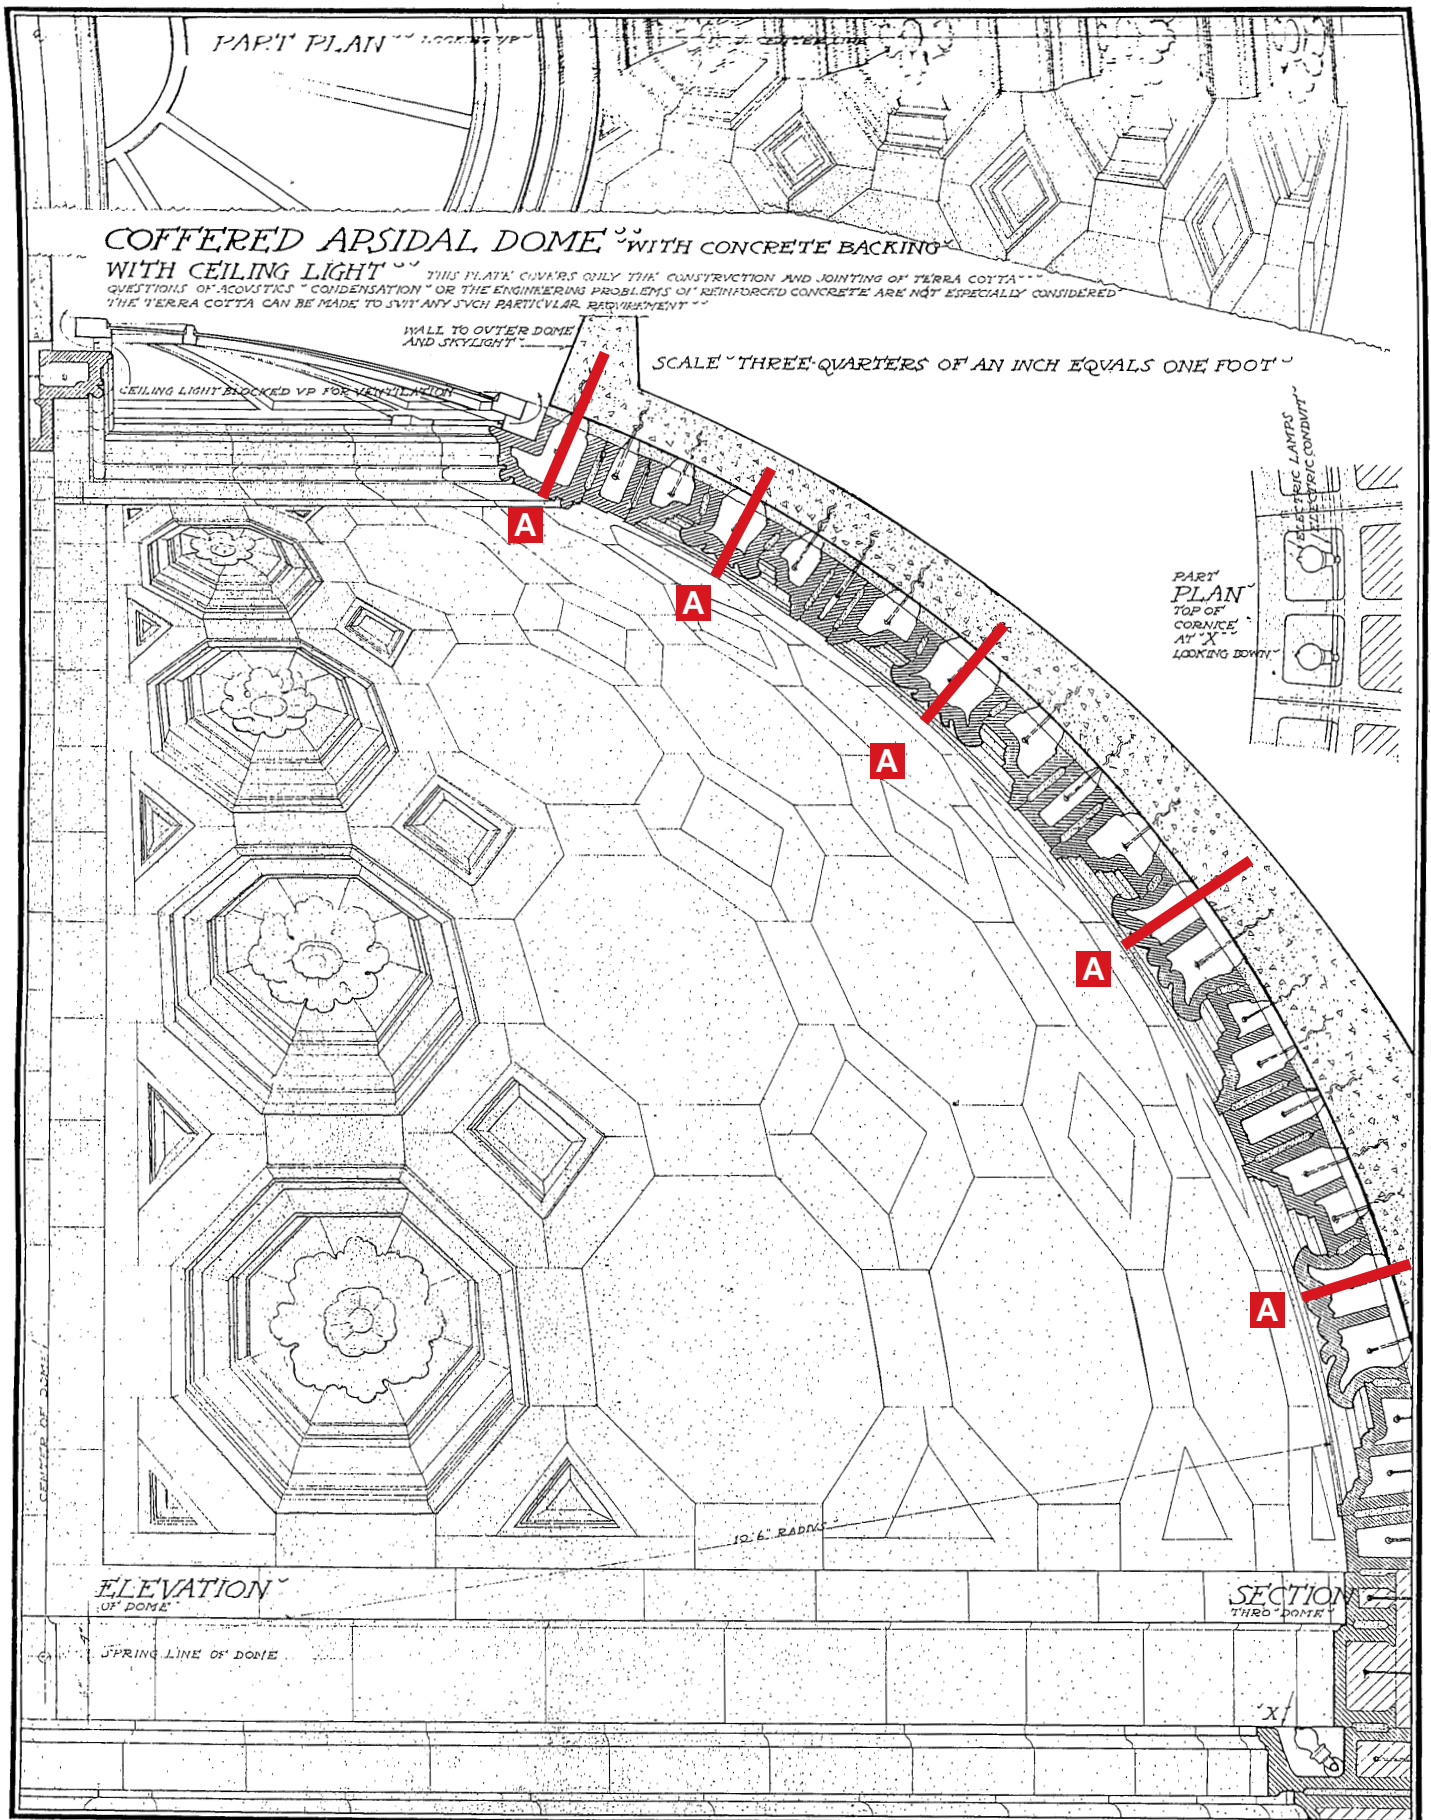 PART PLAN LOOKING UP
CENTER LINE
COFFERED APSIDAL DOME WITH CONCRETE BACKING
WITH CEILING LIGHT THIS PLATE COVERS ONLY THE CONSTRUCTION AND JOINTING OF TERRA COTTA
QUESTIONS OF ACOUSTICS CONDENSATION OR THE ENGINEERING PROBLEMS OF REINFORCED CONCRETE ARE NOT ESPECIALLY CONSIDERED
THE TERRA COTTA CAN BE MADE TO SUIT ANY SUCH PARTICULAR REQUIREMENT
WALL TO OUTER DOME
AND SKYLIGHT
SCALE THREE-QUARTERS OF AN INCH EQUALS ONE FOOT
CEILING LIGHT BLOCKED UP FOR VENTILATION
ELECTRIC LAMPS
ELECTRIC CONDUIT
A
A
PART
PLAN
TOP OF
CORNICE
AT "X"
LOOKING DOWN
A
A
A
CENTER OF DOME
10'-6" RADIUS
ELEVATION
OF DOME
SECTION
THRO DOME
SPRING LINE OF DOME
"X"